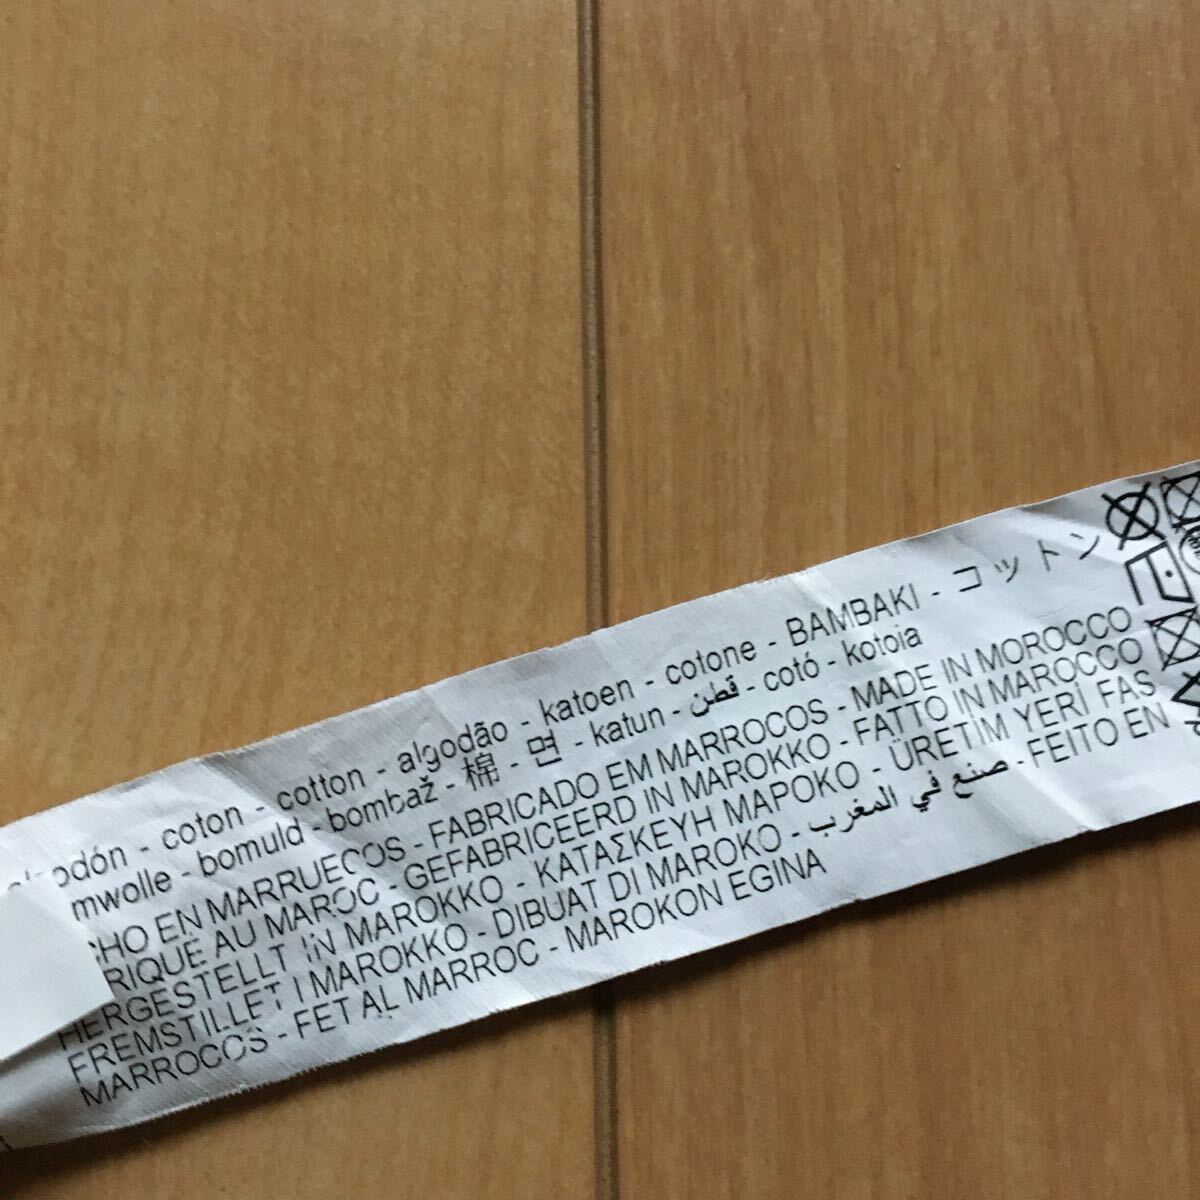 algodón - coton - cotton - algodão - katoen - cotone - BAMBAKI - コットン
mwolle - bomuld - bombaž - 棉 - 면 - katun - قطن - cotó - kotoia
CHO EN MARRUECOS - FABRICADO EM MARROCOS - MADE IN MOROCCO
RIQUE AU MAROC - GEFABRICEERD IN MAROKKO - FATTO IN MAROCCO
HERGESTELLT IN MAROKKO - ΚΑΤΑΣΚΕΥΗ ΜΑΡΟΚΟ - ÜRETİM YERİ FAS
FREMSTILLET I MAROKKO - DIBUAT DI MAROKO - صنع في المغرب - FEITO EN
MARROCOS - FET AL MARROC - MAROKON EGINA